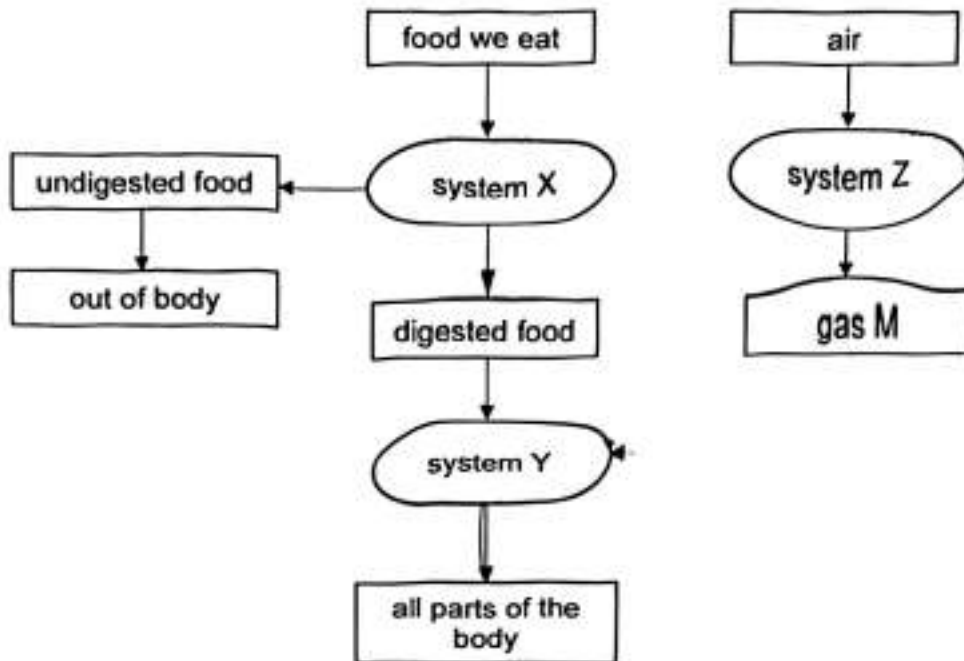 food we eat
air
system X
system Z
undigested food
out of body
digested food
gas M
system Y
all parts of the
body